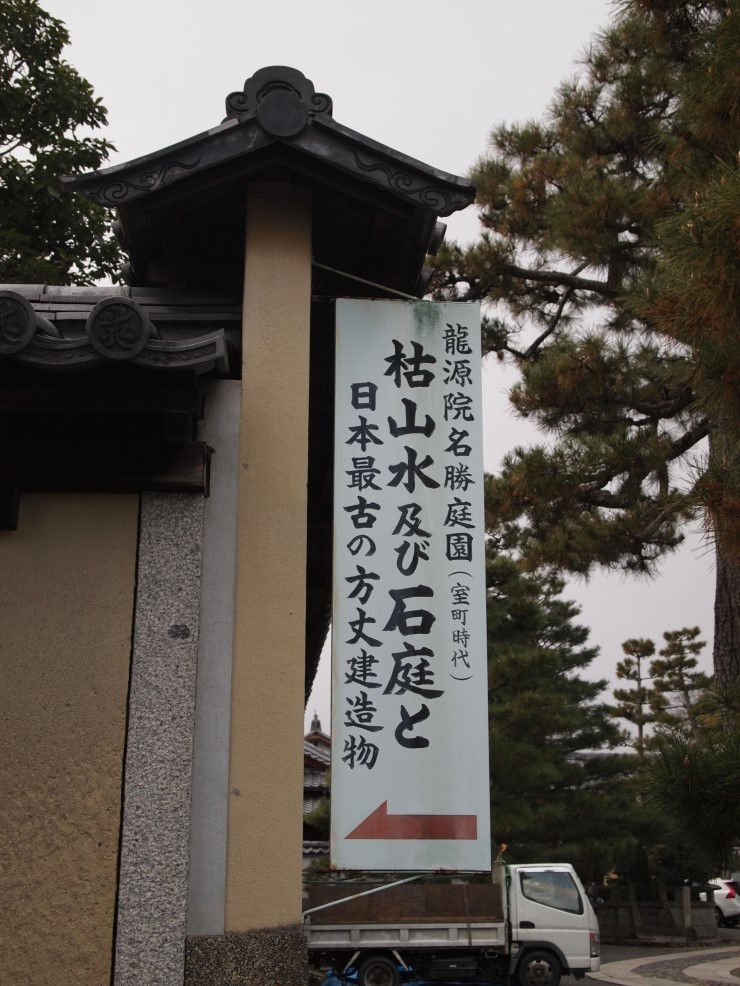 龍源院名勝庭園(室町時代)
枯山水及び石庭と
日本最古の方丈建造物